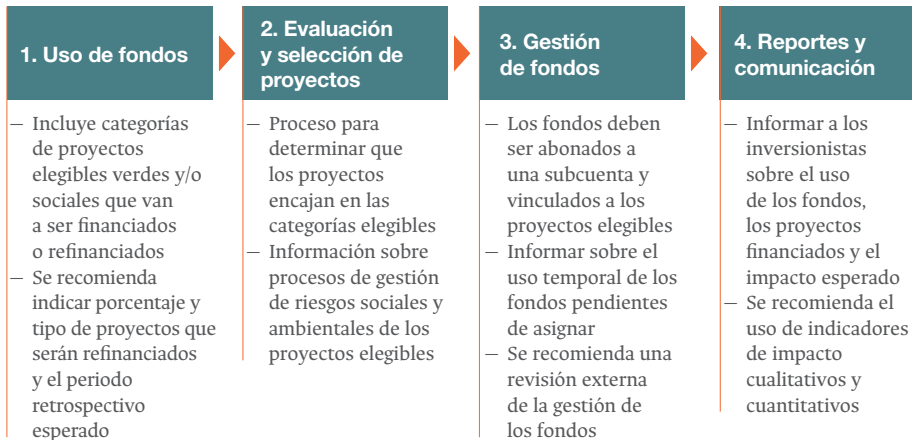 1. Uso de fondos
— Incluye categorías
de proyectos
elegibles verdes y/o
sociales que van
a ser financiados
o refinanciados
— Se recomienda
indicar porcentaje y
tipo de proyectos que
serán refinanciados
y el periodo
retrospectivo
esperado
2. Evaluación
y selección de
proyectos
— Proceso para
determinar que
los proyectos
encajan en las
categorías elegibles
— Información sobre
procesos de gestión
de riesgos sociales y
ambientales de los
proyectos elegibles
3. Gestión
de fondos
— Los fondos deben
ser abonados a
una subcuenta y
vinculados a los
proyectos elegibles
— Informar sobre el
uso temporal de los
fondos pendientes
de asignar
— Se recomienda una
revisión externa
de la gestión de
los fondos
4. Reportes y
comunicación
— Informar a los
inversionistas
sobre el uso
de los fondos,
los proyectos
financiados y el
impacto esperado
— Se recomienda el
uso de indicadores
de impacto
cualitativos y
cuantitativos